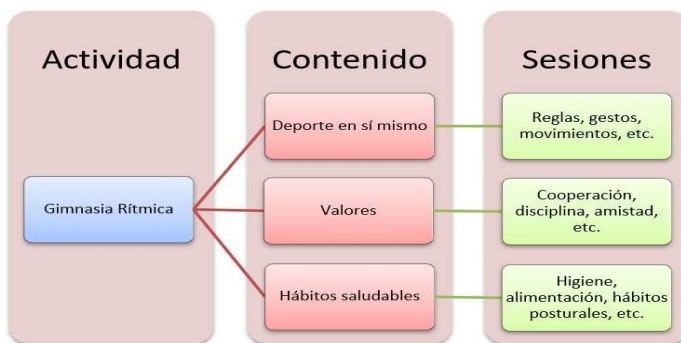 Actividad
Contenido
Sesiones
Gimnasia Rítmica
Deporte en sí mismo
Reglas, gestos,
movimientos, etc.
Valores
Cooperación,
disciplina, amistad,
etc.
Hábitos saludables
Higiene,
alimentación, hábitos
posturales, etc.